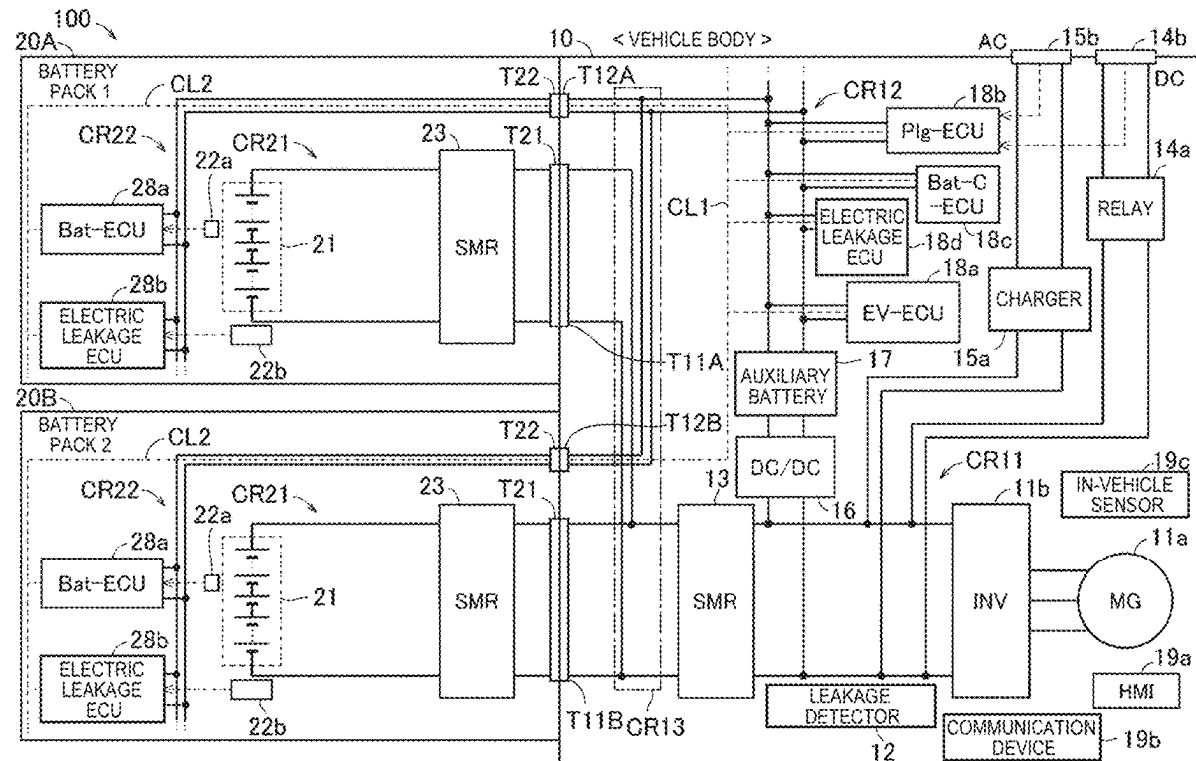 100
20A
10
< VEHICLE BODY >
AC
15b
14b
DC
BATTERY
PACK 1
CL2
T22
T12A
CR12
18b
Plg-ECU
CR22
CR21
23
T21
22a
14a
28a
Bat-ECU
21
SMR
CL1
Bat-C
-ECU
18c
RELAY
ELECTRIC
LEAKAGE
ECU
18d
18a
28b
ELECTRIC
LEAKAGE
ECU
22b
EV-ECU
CHARGER
15a
T11A
17
AUXILIARY
BATTERY
20B
BATTERY
PACK 2
CL2
T22
T12B
DC/DC
16
CR11
CR22
CR21
23
T21
13
11b
19c
IN-VEHICLE
SENSOR
22a
28a
Bat-ECU
21
SMR
SMR
INV
11a
MG
28b
ELECTRIC
LEAKAGE
ECU
22b
T11B
CR13
LEAKAGE
DETECTOR
12
19a
HMI
COMMUNICATION
DEVICE
19b